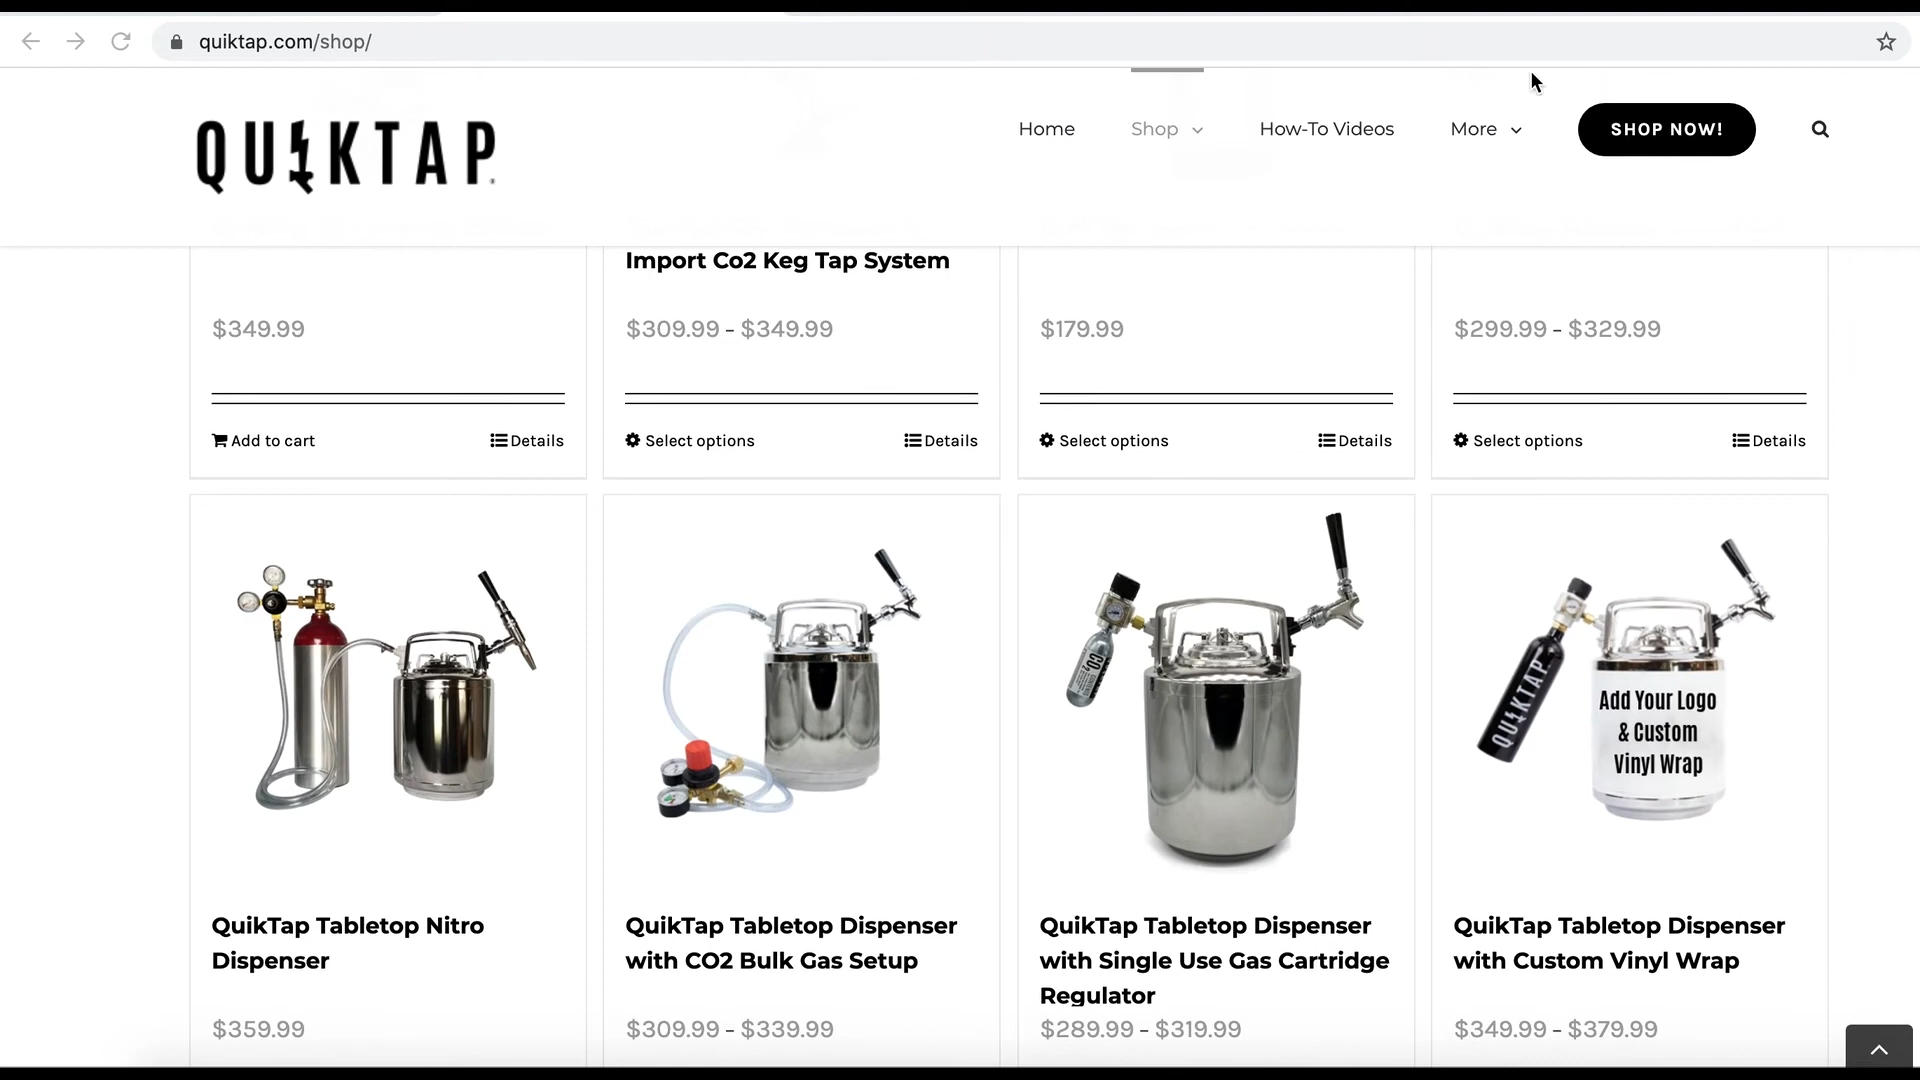 quiktap.com/shop/
QUIKTAP
Home
Shop
How-To Videos
More
SHOP NOW!
Import Co2 Keg Tap System
$349.99
$309.99 - $349.99
$179.99
$299.99 - $329.99
Add to cart
Details
Select options
Details
Select options
Details
Select options
Details
CO2
QUIKTAP
Add Your Logo
& Custom
Vinyl Wrap
QuikTap Tabletop Nitro
Dispenser
$359.99
QuikTap Tabletop Dispenser
with CO2 Bulk Gas Setup
$309.99 - $339.99
QuikTap Tabletop Dispenser
with Single Use Gas Cartridge
Regulator
$289.99 - $319.99
QuikTap Tabletop Dispenser
with Custom Vinyl Wrap
$349.99 - $379.99